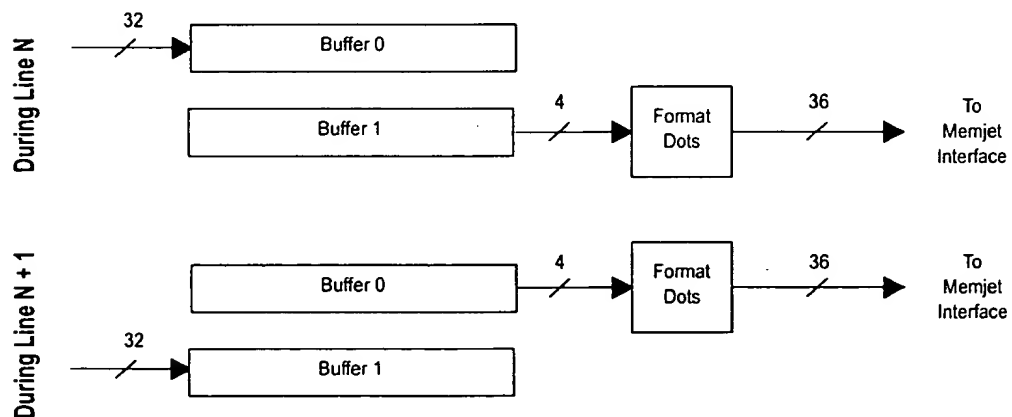 During Line N
32
Buffer 0
Buffer 1
4
Format
Dots
36
To
Memjet
Interface
During Line N + 1
Buffer 0
4
Format
Dots
36
To
Memjet
Interface
32
Buffer 1